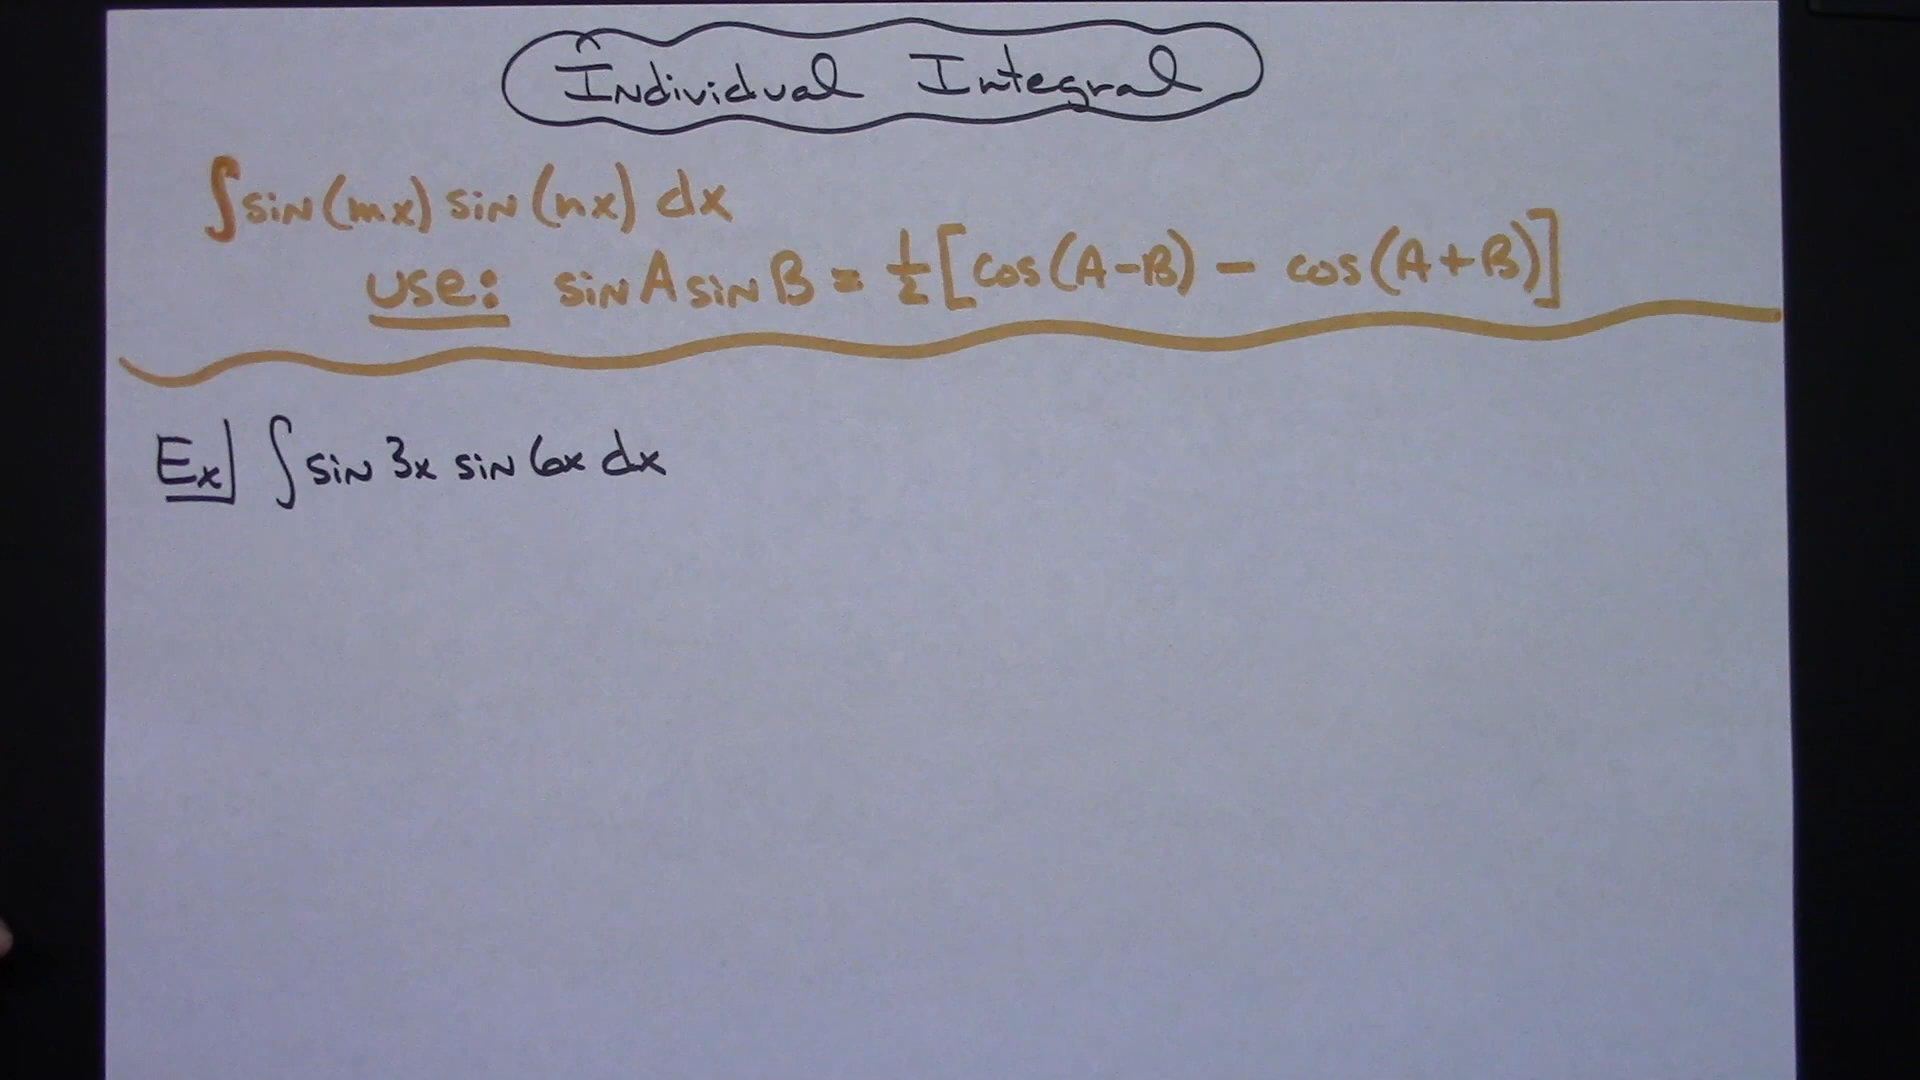 Individual Integral
∫sin(mx) sin(nx) dx
use: sin A sin B = 1/2 [cos(A-B) - cos(A+B)]
Ex ∫ sin 3x sin 6x dx